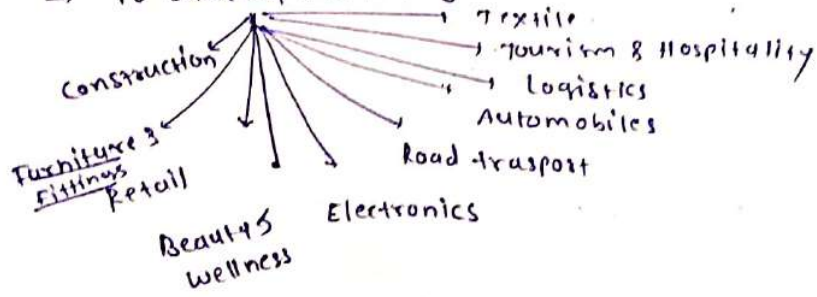 Textile
Tourism & Hospitality
Construction
Logistics
Automobiles
Furniture &
Fittings
Road trasport
Retail
Electronics
Beauty &
wellness